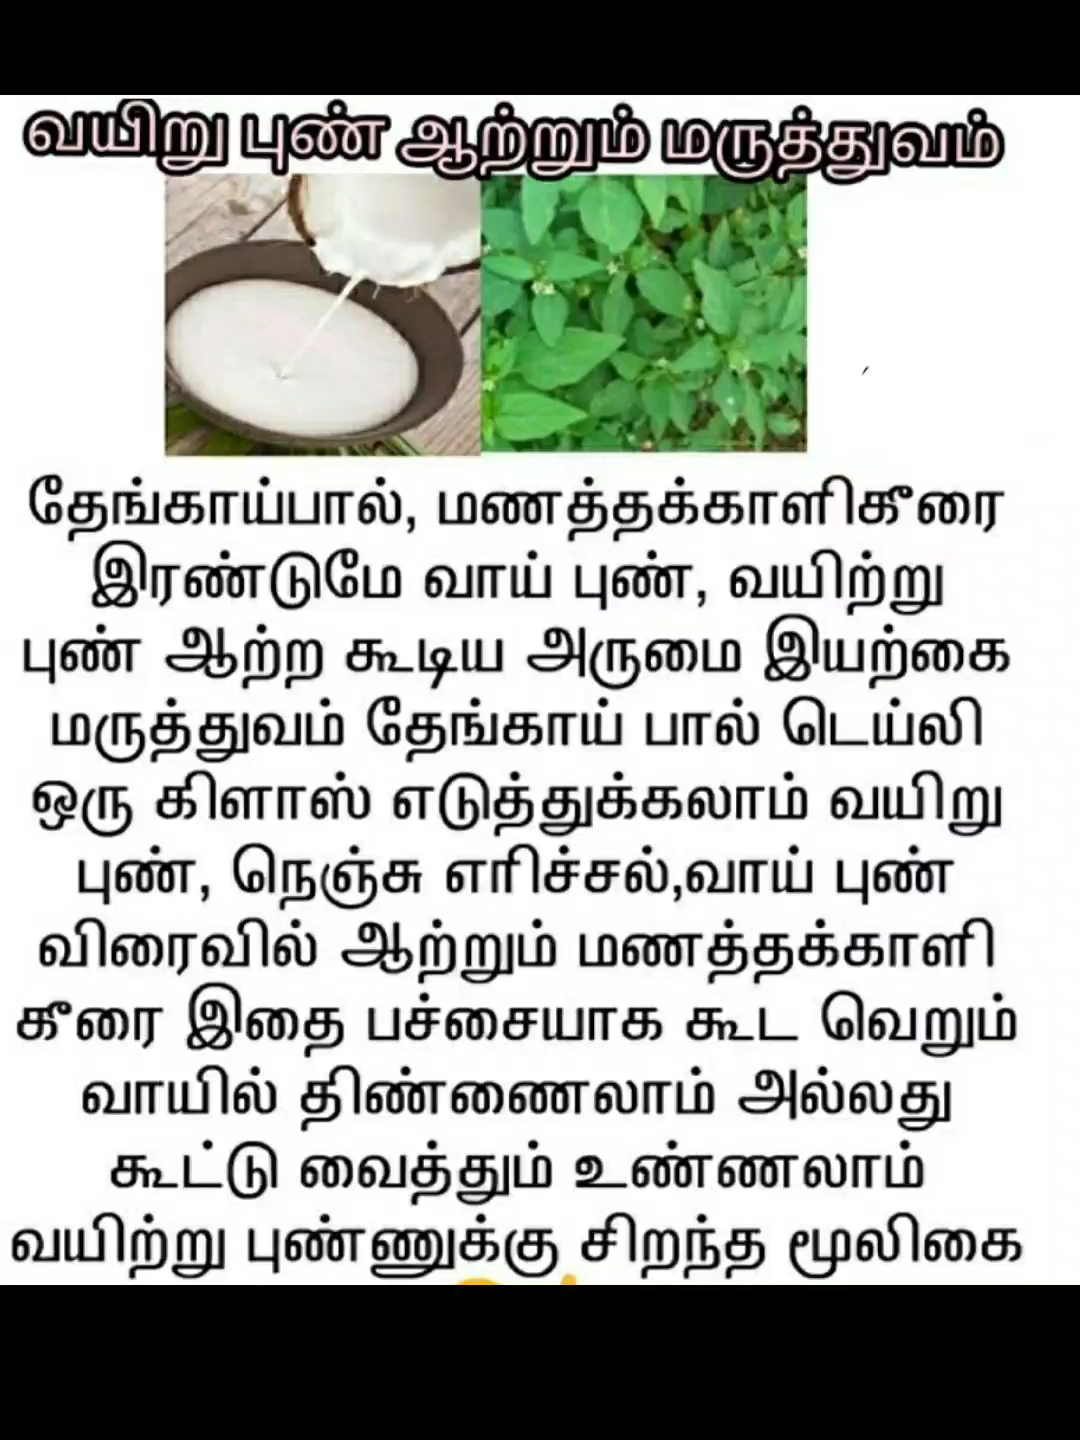 வயிறு புண் ஆற்றும் மருத்துவம்
தேங்காய்பால், மணத்தக்காளிகீரை
இரண்டுமே வாய் புண், வயிற்று
புண் ஆற்ற கூடிய அருமை இயற்கை
மருத்துவம் தேங்காய் பால் டெய்லி
ஒரு கிளாஸ் எடுத்துக்கலாம் வயிறு
புண், நெஞ்சு எரிச்சல்,வாய் புண்
விரைவில் ஆற்றும் மணத்தக்காளி
கீரை இதை பச்சையாக கூட வெறும்
வாயில் திண்ணைலாம் அல்லது
கூட்டு வைத்தும் உண்ணலாம்
வயிற்று புண்ணுக்கு சிறந்த மூலிகை